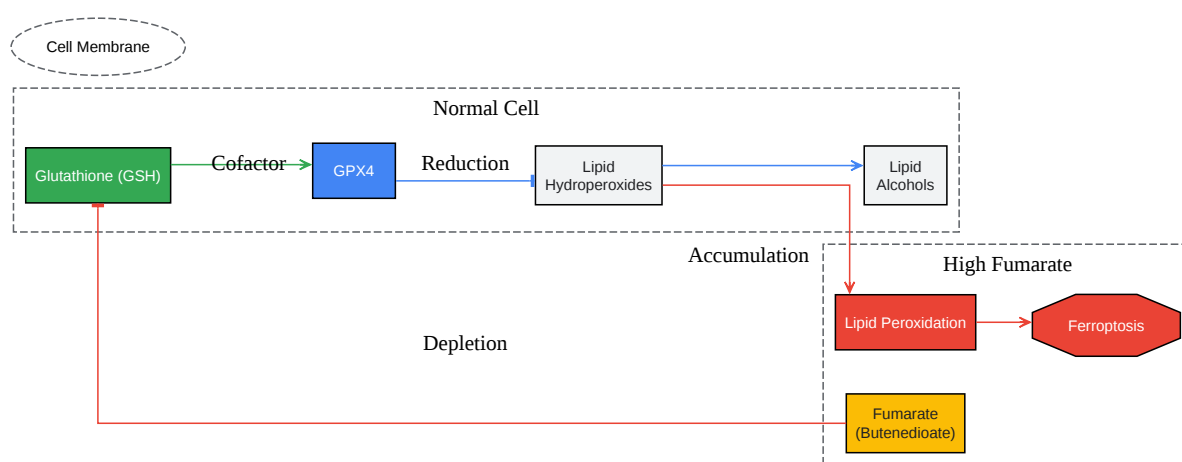 Cell Membrane
Normal Cell
Glutathione (GSH)
Cofactor
GPX4
Reduction
Lipid
Hydroperoxides
Lipid
Alcohols
Accumulation
High Fumarate
Lipid Peroxidation
Ferroptosis
Depletion
Fumarate
(Butenedioate)